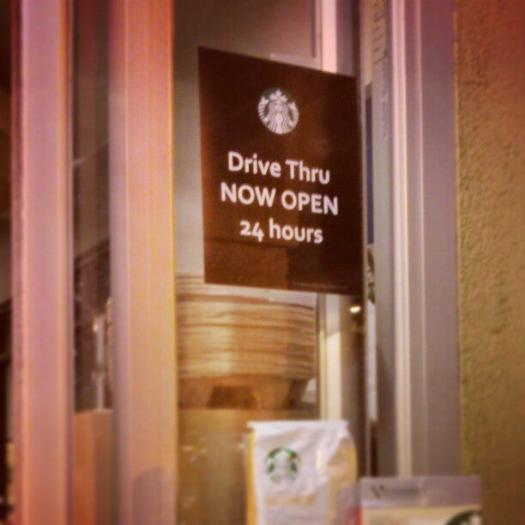 Drive Thru
NOW OPEN
24 hours